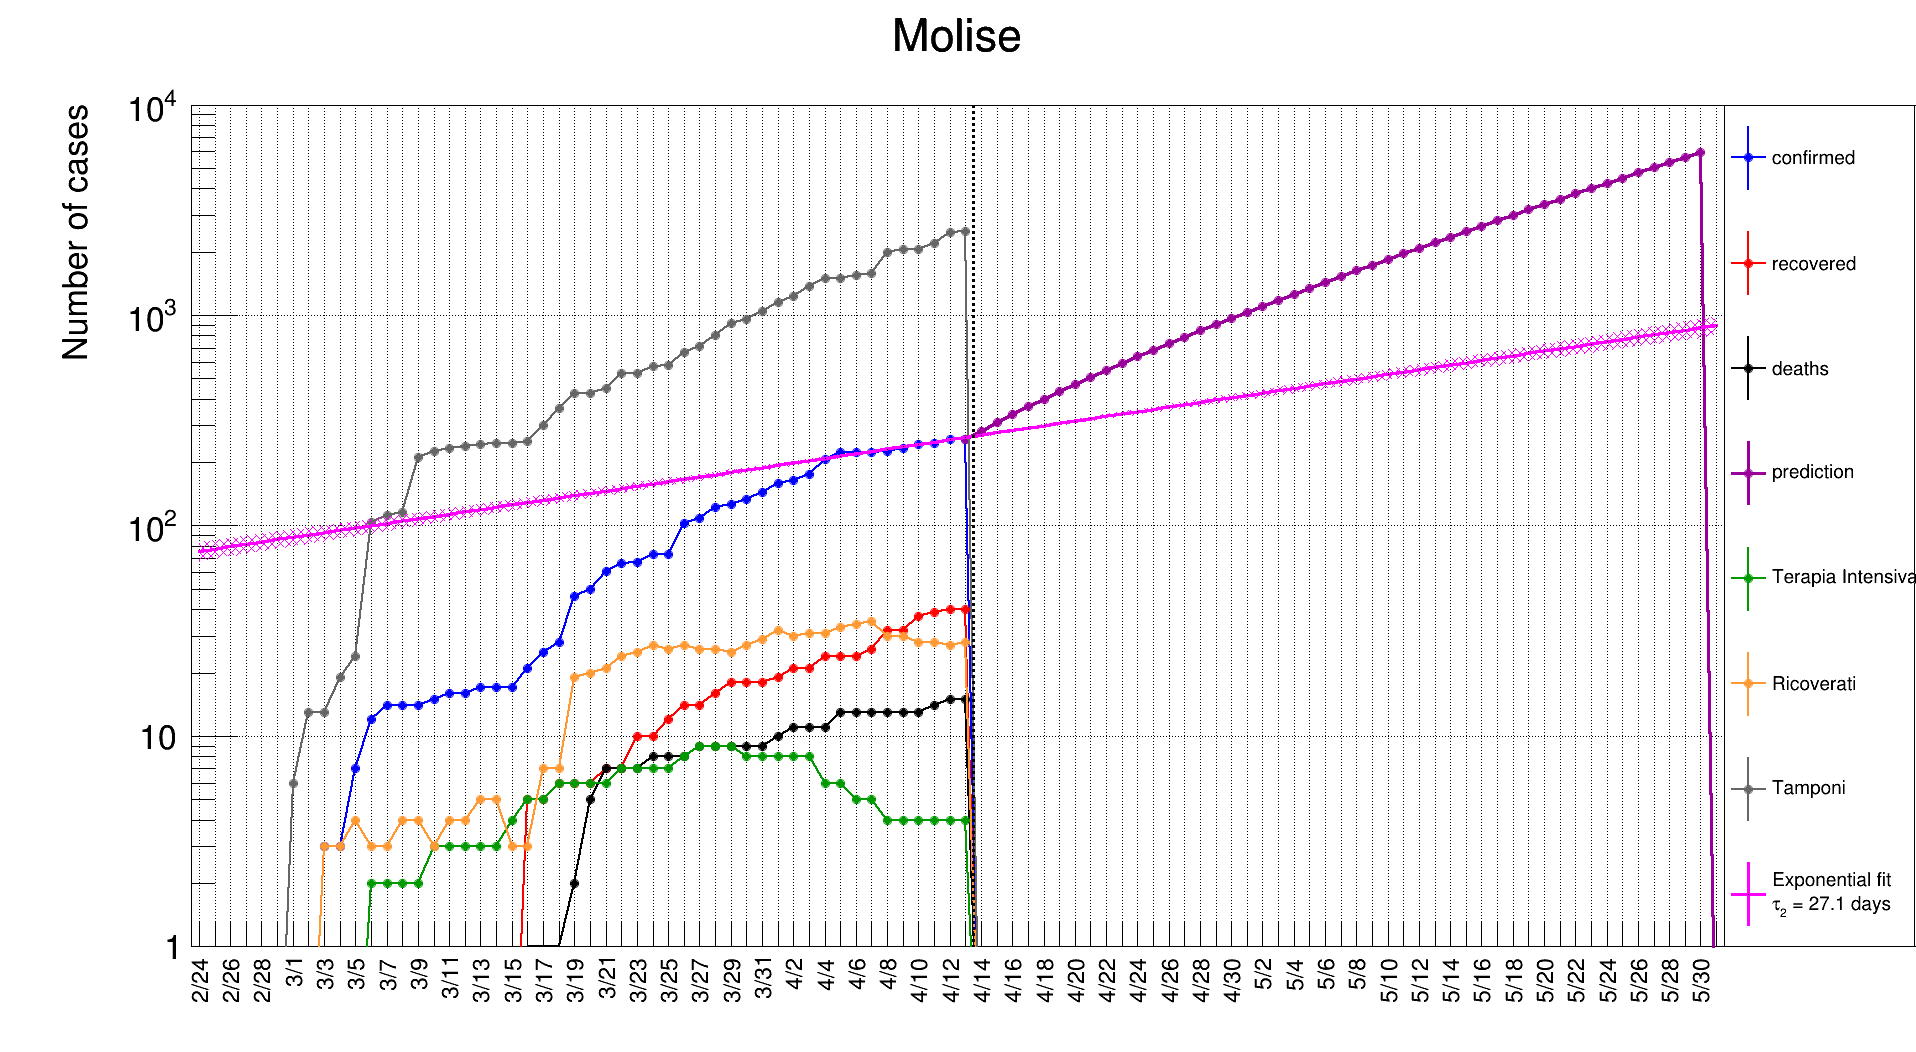 Molise
Number of cases
10^4
10^3
10^2
10
1
2/24 2/26 2/28 3/1 3/3 3/5 3/7 3/9 3/11 3/13 3/15 3/17 3/19 3/21 3/23 3/25 3/27 3/29 3/31 4/2 4/4 4/6 4/8 4/10 4/12 4/14 4/16 4/18 4/20 4/22 4/24 4/26 4/28 4/30 5/2 5/4 5/6 5/8 5/10 5/12 5/14 5/16 5/18 5/20 5/22 5/24 5/26 5/28 5/30
confirmed
recovered
deaths
prediction
Terapia Intensiva
Ricoverati
Tamponi
Exponential fit
τ₂ = 27.1 days